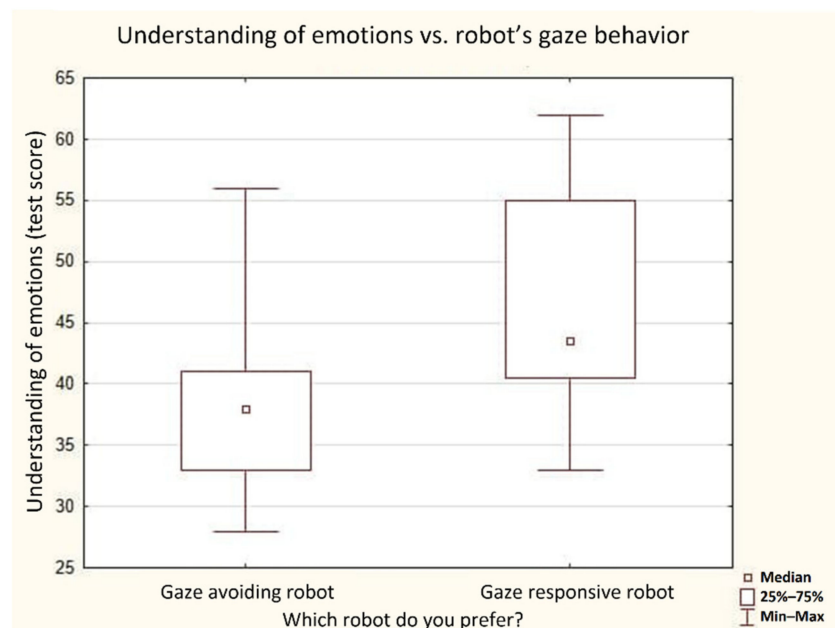 Understanding of emotions vs. robot’s gaze behavior
Understanding of emotions (test score)
65
60
55
50
45
40
35
30
25
Gaze avoiding robot
Gaze responsive robot
Which robot do you prefer?
Median
25%–75%
Min–Max